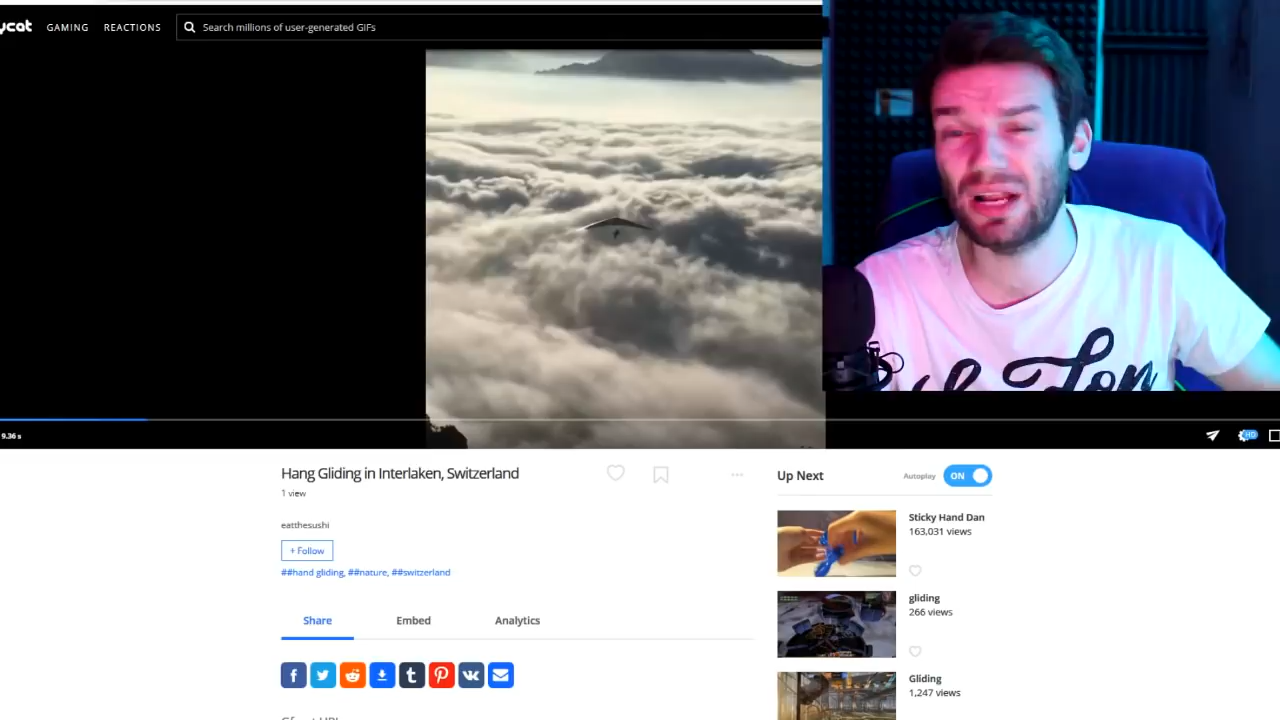 ycat GAMING REACTIONS Search millions of user-generated GIFs
9.36 s HD
Hang Gliding in Interlaken, Switzerland
1 view
eatthesushi
+ Follow
##hand gliding, ##nature, ##switzerland
Share Embed Analytics
Up Next Autoplay ON
Sticky Hand Dan
163,031 views
gliding
266 views
Gliding
1,247 views